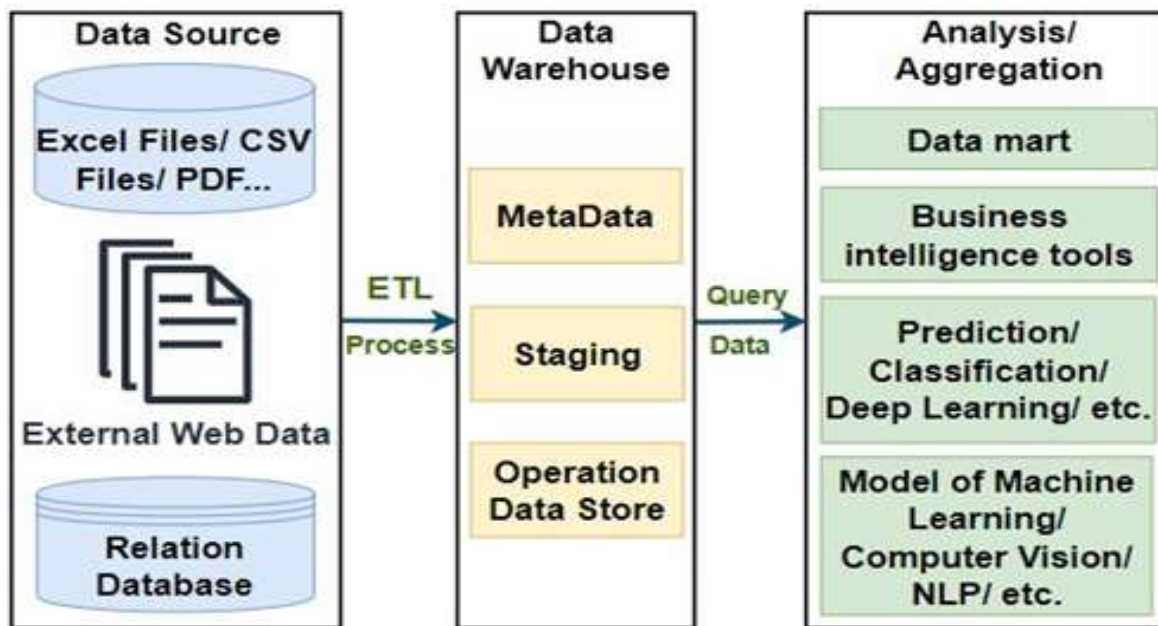 Data Source
Excel Files/ CSV
Files/ PDF...
External Web Data
Relation
Database
ETL
Process
Data
Warehouse
MetaData
Staging
Operation
Data Store
Query
Data
Analysis/
Aggregation
Data mart
Business
intelligence tools
Prediction/
Classification/
Deep Learning/ etc.
Model of Machine
Learning/
Computer Vision/
NLP/ etc.